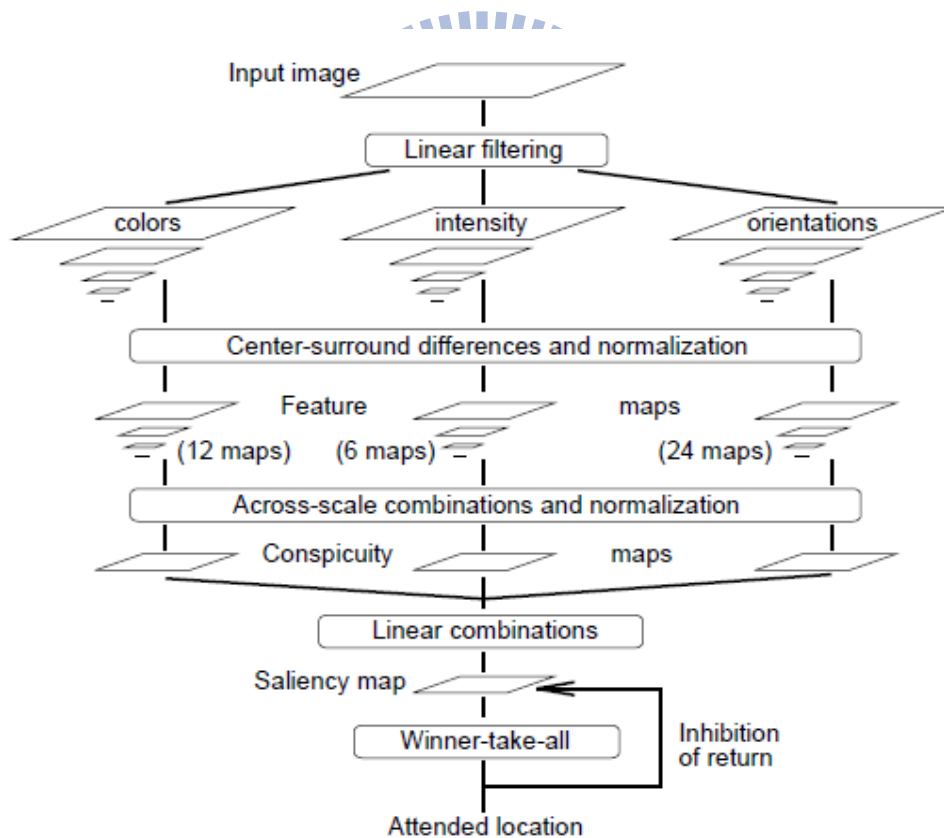 Input image
Linear filtering
colors
intensity
orientations
Center-surround differences and normalization
Feature maps
(12 maps) (6 maps) (24 maps)
Across-scale combinations and normalization
Conspicuity maps
Linear combinations
Saliency map
Winner-take-all
Inhibition
of return
Attended location